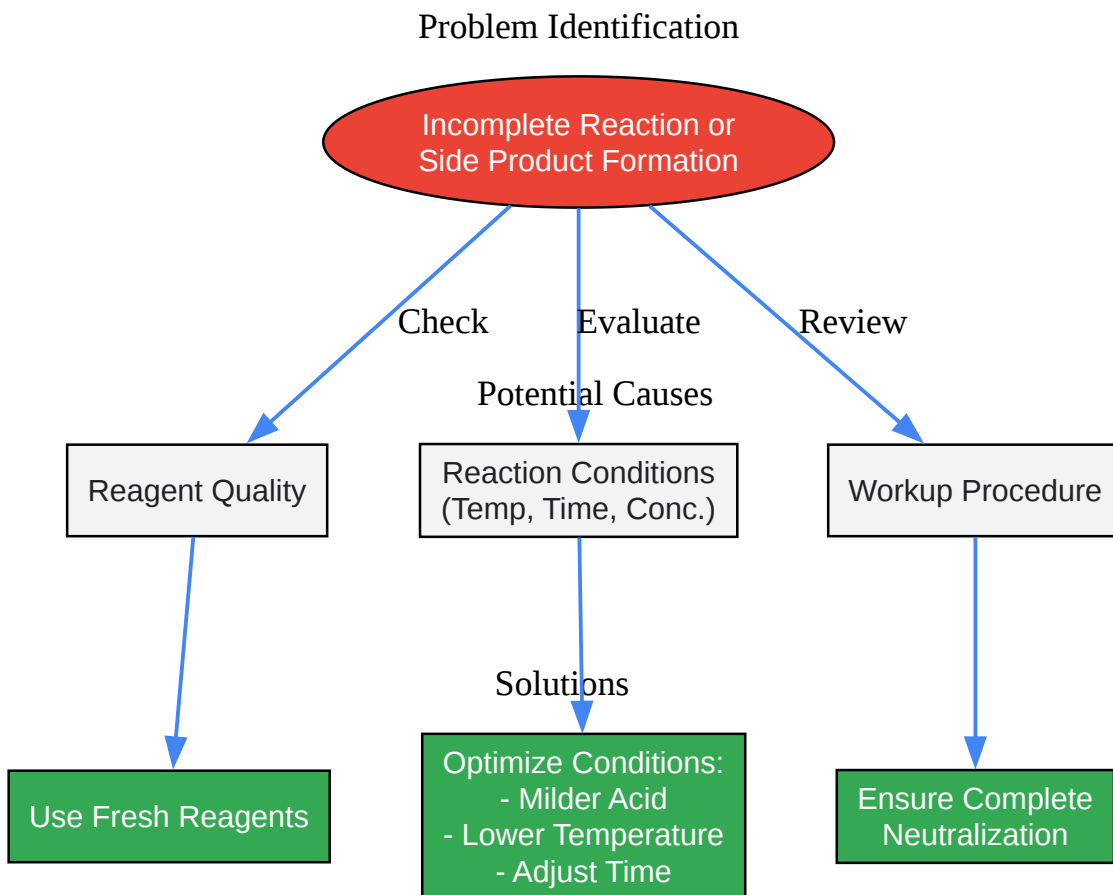 Problem Identification
Incomplete Reaction or
Side Product Formation
Check
Evaluate
Review
Potential Causes
Reagent Quality
Reaction Conditions
(Temp, Time, Conc.)
Workup Procedure
Solutions
Use Fresh Reagents
Optimize Conditions:
- Milder Acid
- Lower Temperature
- Adjust Time
Ensure Complete
Neutralization